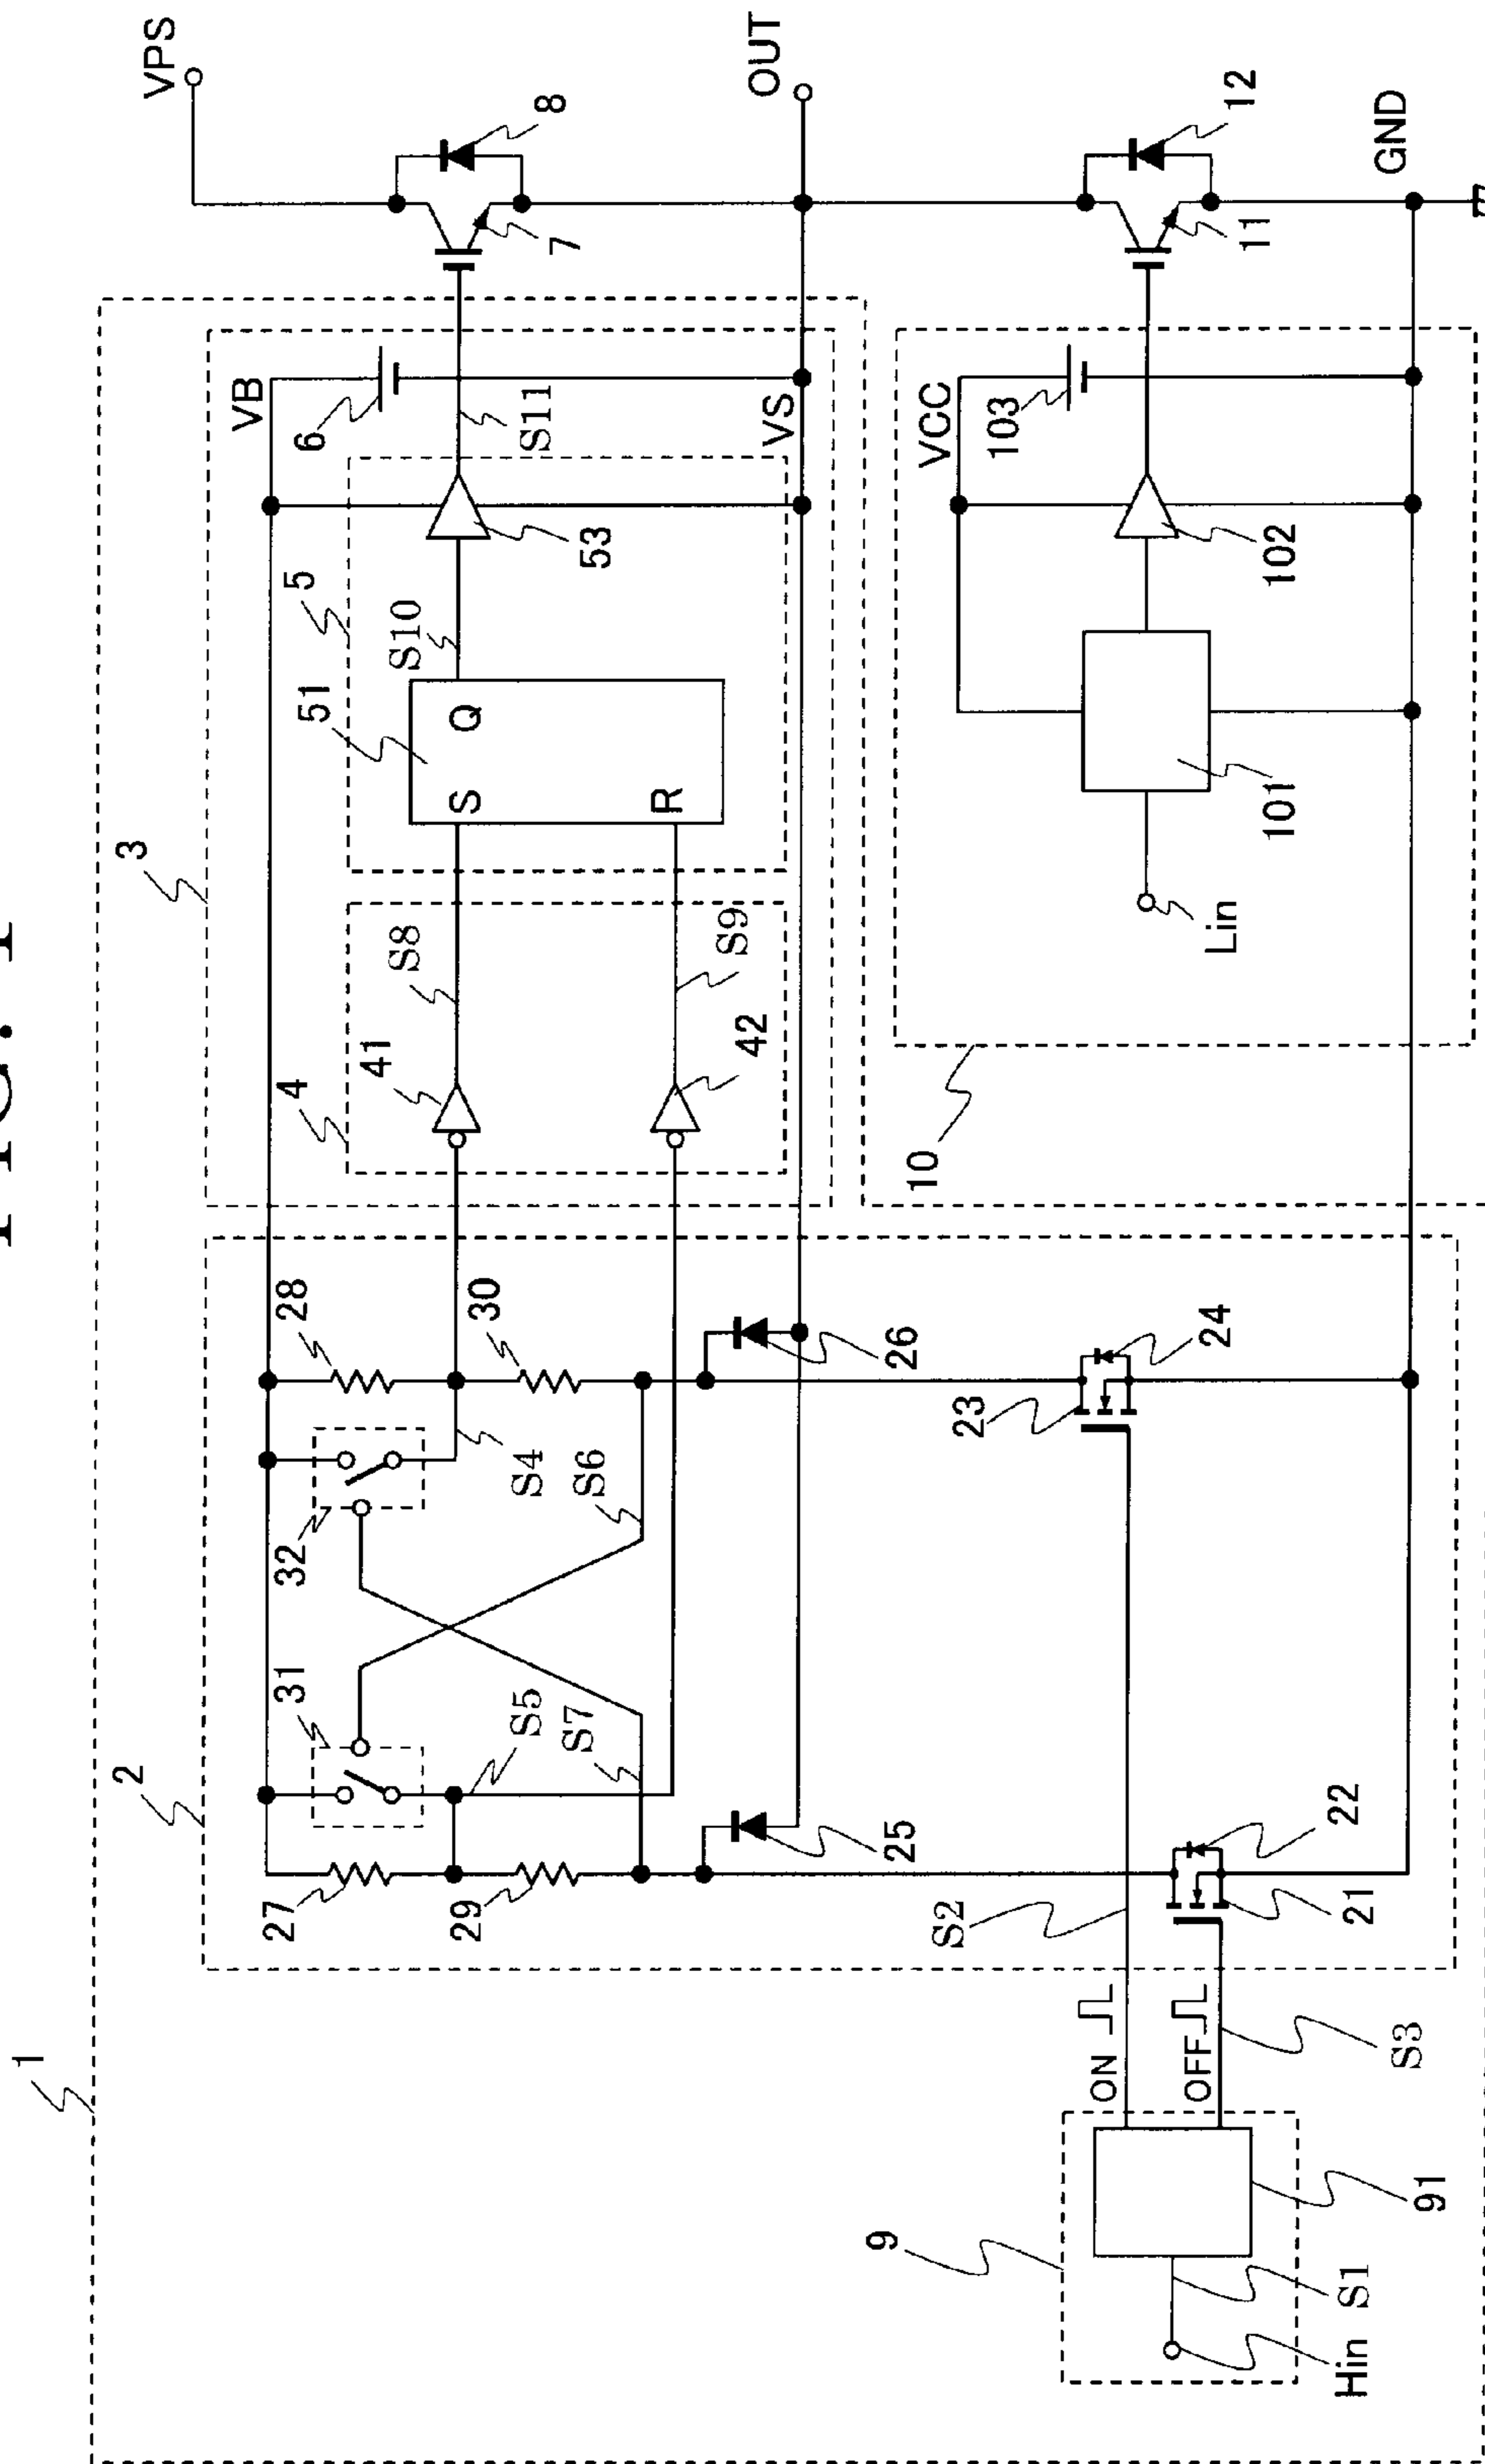 FIG. 1
1
2
3
VPS
VB
8
7
28
31
32
27
4
41
5
51
S10
6
S8
S
Q
53
S11
30
29
S5
S4
S7
S6
R
S9
42
VS
OUT
25
26
VCC
103
12
11
10
9
S2
23
24
ON
OFF
22
21
S3
Lin
101
102
GND
91
S1
Hin